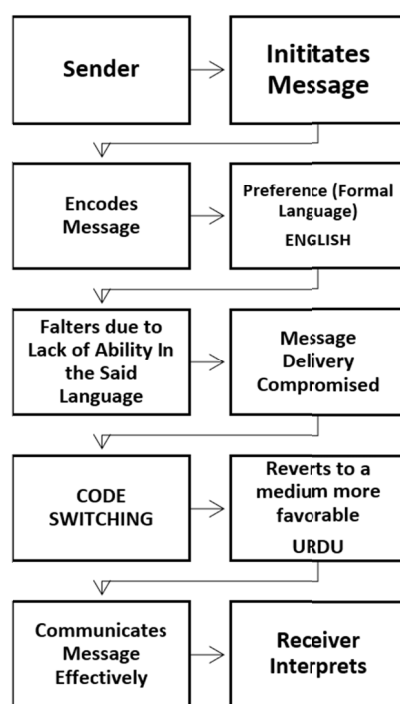 Sender
Inititates
Message
Encodes
Message
Preference (Formal
Language)
ENGLISH
Falters due to
Lack of Ability In
the Said
Language
Message
Delivery
Compromised
CODE
SWITCHING
Reverts to a
medium more
favorable
URDU
Communicates
Message
Effectively
Receiver
Interprets